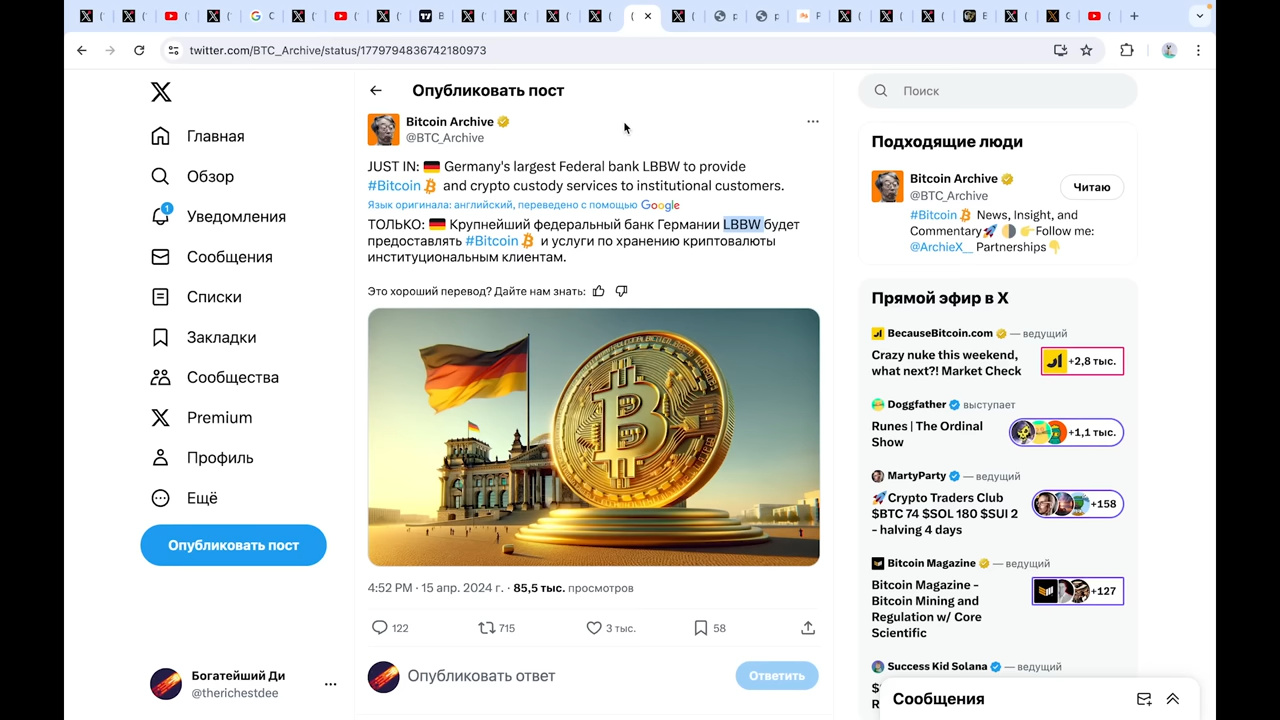 twitter.com/BTC_Archive/status/1779794836742180973
Главная
Обзор
1
Уведомления
Сообщения
Списки
Закладки
Сообщества
Premium
Профиль
Ещё
Опубликовать пост
Богатейший Ди
@therichestdee
Опубликовать пост
Bitcoin Archive
@BTC_Archive
JUST IN: Germany's largest Federal bank LBBW to provide
#Bitcoin and crypto custody services to institutional customers.
Язык оригинала: английский, переведено с помощью Google
ТОЛЬКО: Крупнейший федеральный банк Германии LBBW будет
предоставлять #Bitcoin и услуги по хранению криптовалюты
институциональным клиентам.
Это хороший перевод? Дайте нам знать:
4:52 PM · 15 апр. 2024 г. · 85,5 тыс. просмотров
122
715
3 тыс.
58
Опубликовать ответ
Ответить
Поиск
Подходящие люди
Bitcoin Archive
@BTC_Archive
Читаю
#Bitcoin News, Insight, and
Commentary Follow me:
@ArchieX__ Partnerships
Прямой эфир в X
BecauseBitcoin.com — ведущий
Crazy nuke this weekend,
what next?! Market Check
+2,8 тыс.
Doggfather выступает
Runes | The Ordinal
Show
+1,1 тыс.
MartyParty — ведущий
Crypto Traders Club
$BTC 74 $SOL 180 $SUI 2
- halving 4 days
+158
Bitcoin Magazine — ведущий
Bitcoin Magazine -
Bitcoin Mining and
Regulation w/ Core
Scientific
+127
Success Kid Solana — ведущий
Сообщения